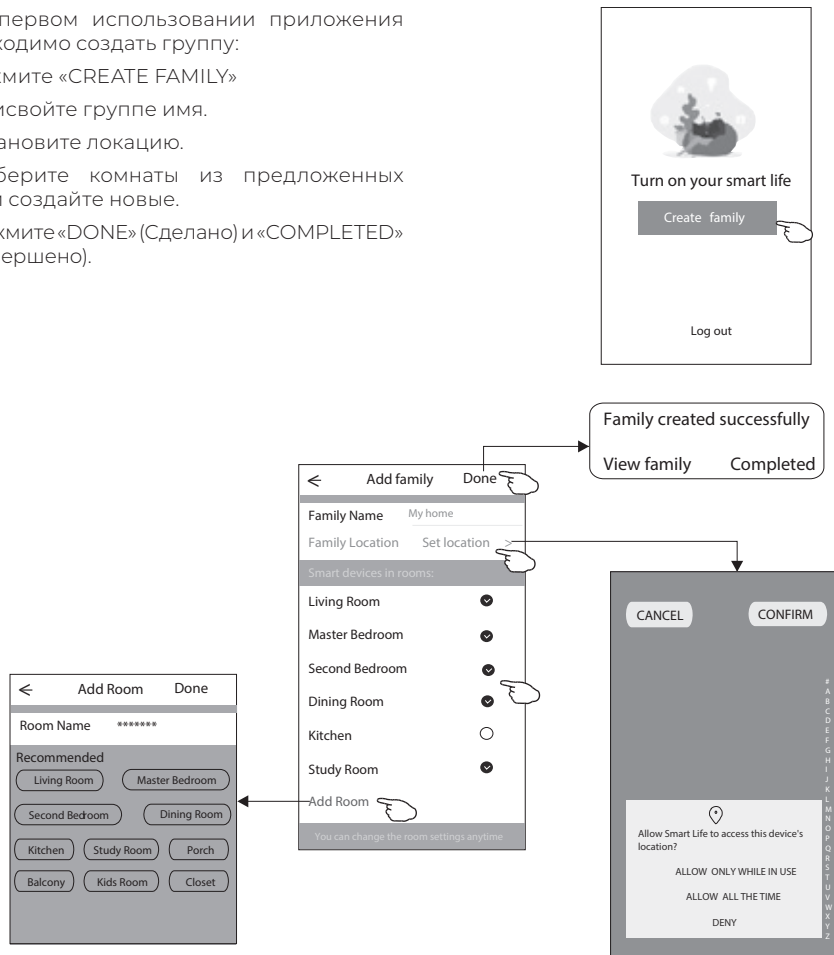 первом использовании приложения
ходимо создать группу:
кмите «CREATE FAMILY»
исвойте группе имя.
ановите локацию.
берите комнаты из предложенных
и создайте новые.
кмите «DONE» (Сделано) и «COMPLETED»
ершено).
Turn on your smart life
Create family
Log out
Family created successfully
View family Completed
Add family Done
Family Name My home
Family Location Set location >
Smart devices in rooms:
Living Room
Master Bedroom
Second Bedroom
Dining Room
Kitchen
Study Room
Add Room
You can change the room settings anytime
Add Room Done
Room Name *******
Recommended
Living Room Master Bedroom
Second Bedroom Dining Room
Kitchen Study Room Porch
Balcony Kids Room Closet
CANCEL CONFIRM
#
A
B
C
D
E
F
G
H
I
J
K
L
M
N
O
P
Q
R
S
T
U
V
W
X
Y
Z
Allow Smart Life to access this device's
location?
ALLOW ONLY WHILE IN USE
ALLOW ALL THE TIME
DENY